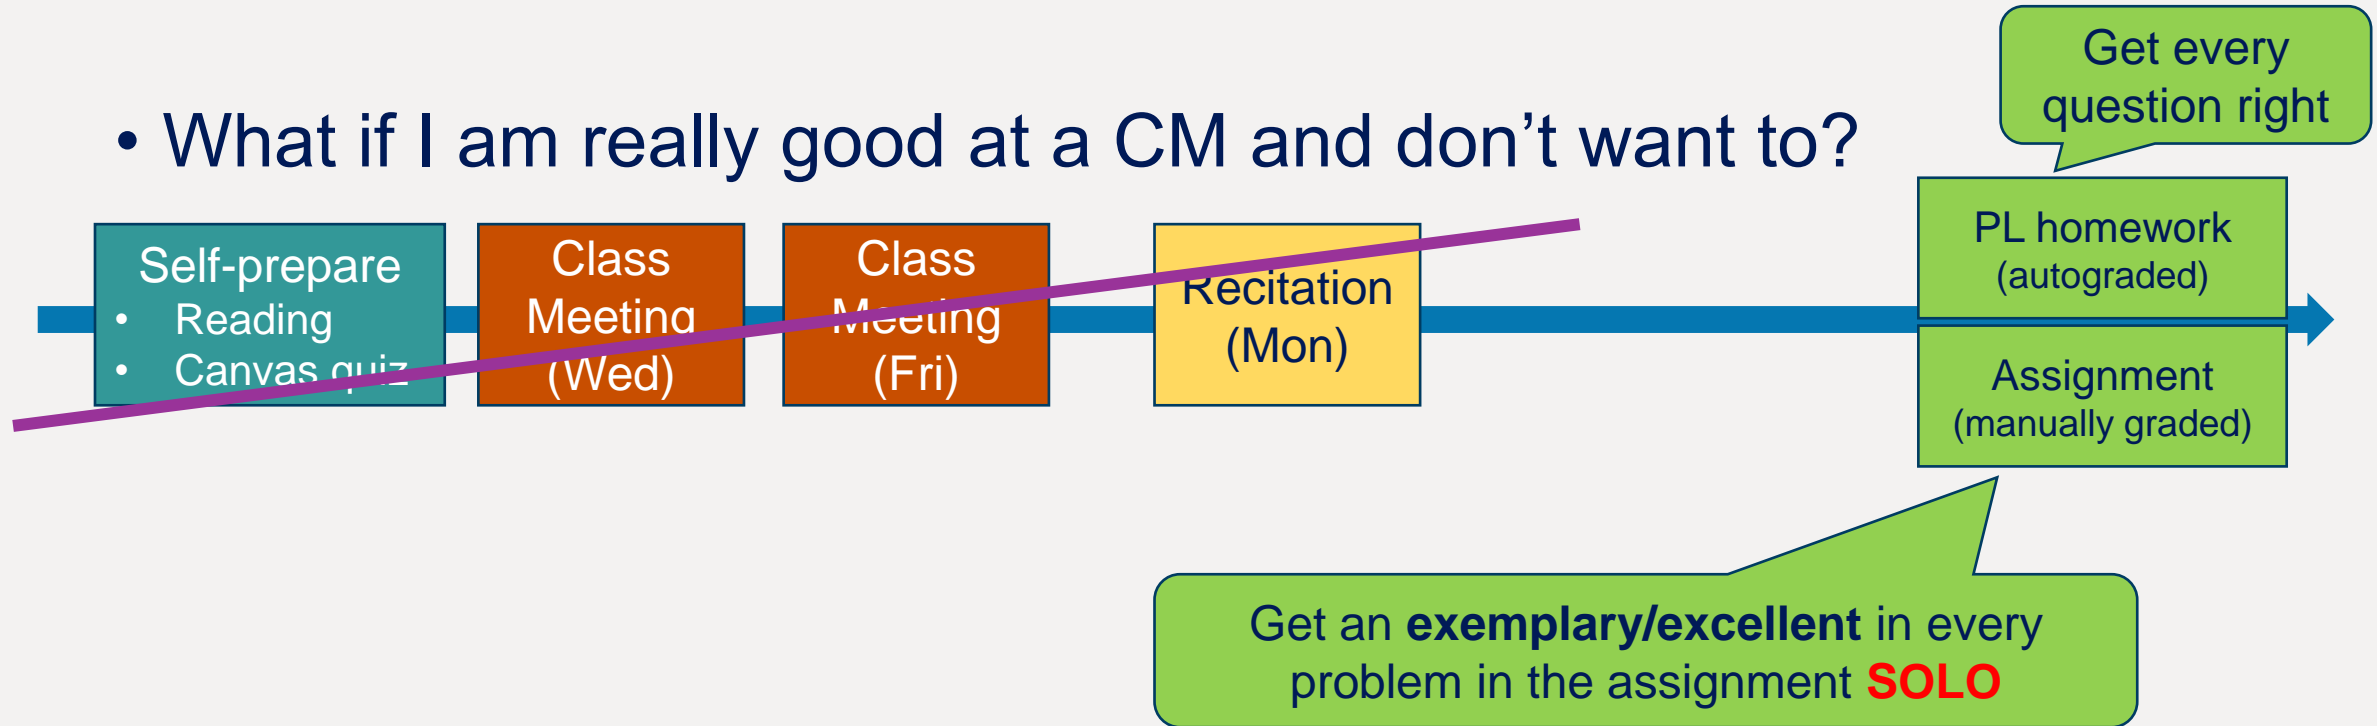 Get every
question right
• What if I am really good at a CM and don’t want to?
Self-prepare
• Reading
• Canvas quiz
Class
Meeting
(Wed)
Class
Meeting
(Fri)
Recitation
(Mon)
PL homework
(autograded)
Assignment
(manually graded)
Get an exemplary/excellent in every
problem in the assignment SOLO